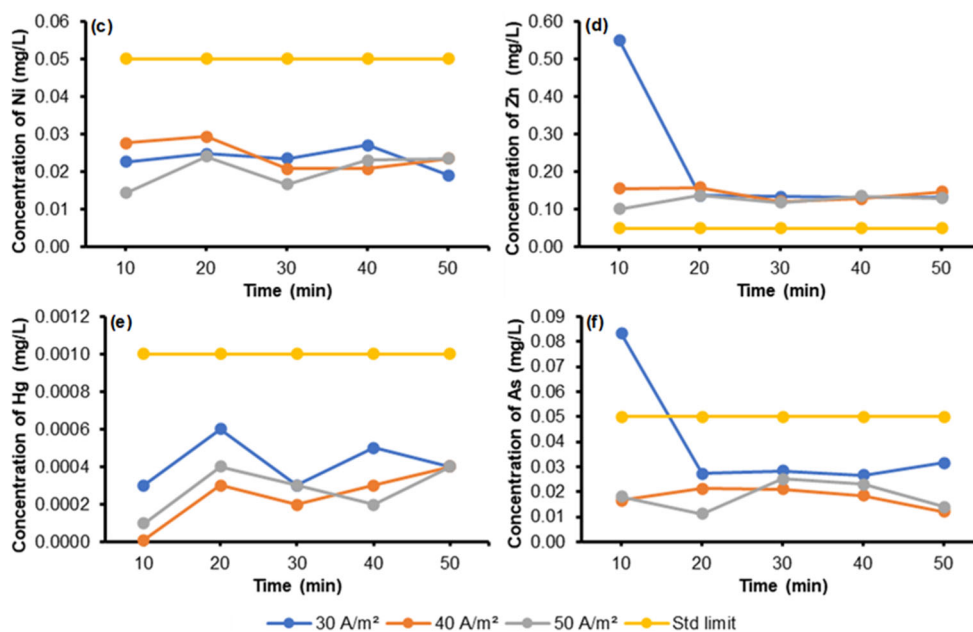 (c)
Concentration of Ni (mg/L)
0.06
0.05
0.04
0.03
0.02
0.01
0.00
10 20 30 40 50
Time (min)
(d)
Concentration of Zn (mg/L)
0.60
0.50
0.40
0.30
0.20
0.10
0.00
10 20 30 40 50
Time (min)
(e)
Concentration of Hg (mg/L)
0.0012
0.0010
0.0008
0.0006
0.0004
0.0002
0.0000
10 20 30 40 50
Time (min)
(f)
Concentration of As (mg/L)
0.09
0.08
0.07
0.06
0.05
0.04
0.03
0.02
0.01
0.00
10 20 30 40 50
Time (min)
30 A/m² 40 A/m² 50 A/m² Std limit